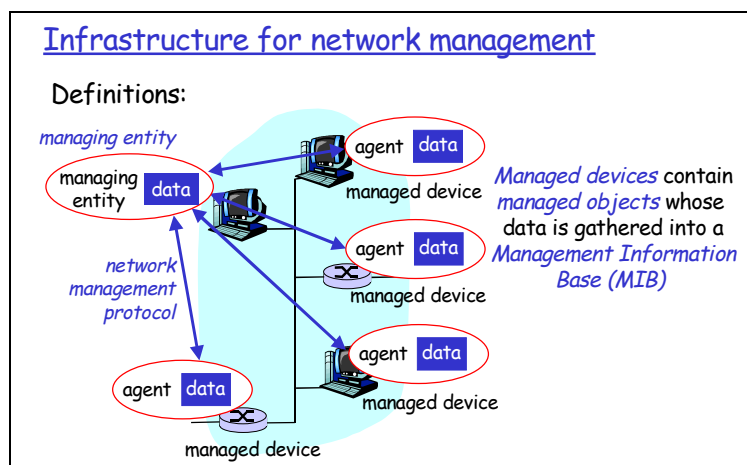 Infrastructure for network management
Definitions:
managing entity
managing
entity
data
network
management
protocol
agent data
managed device
agent data
managed device
agent data
managed device
agent data
managed device
Managed devices contain
managed objects whose
data is gathered into a
Management Information
Base (MIB)